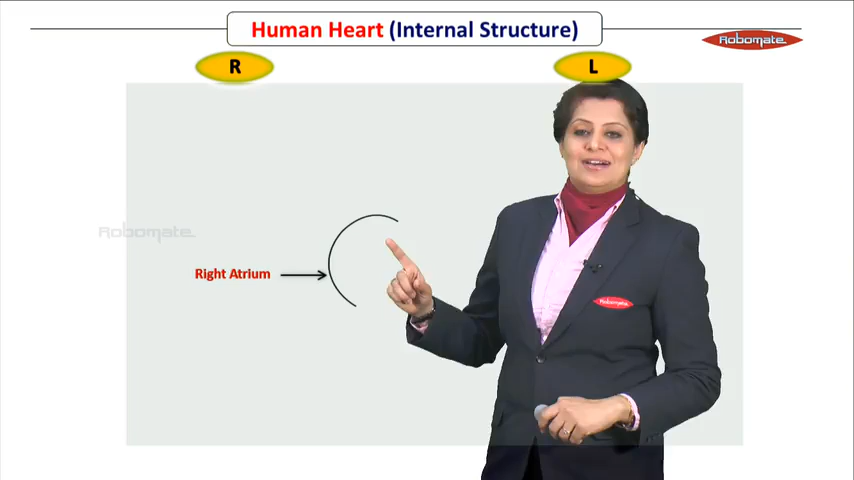 Human Heart (Internal Structure)
Robomate
R
L
Robomate
Right Atrium
Robomate